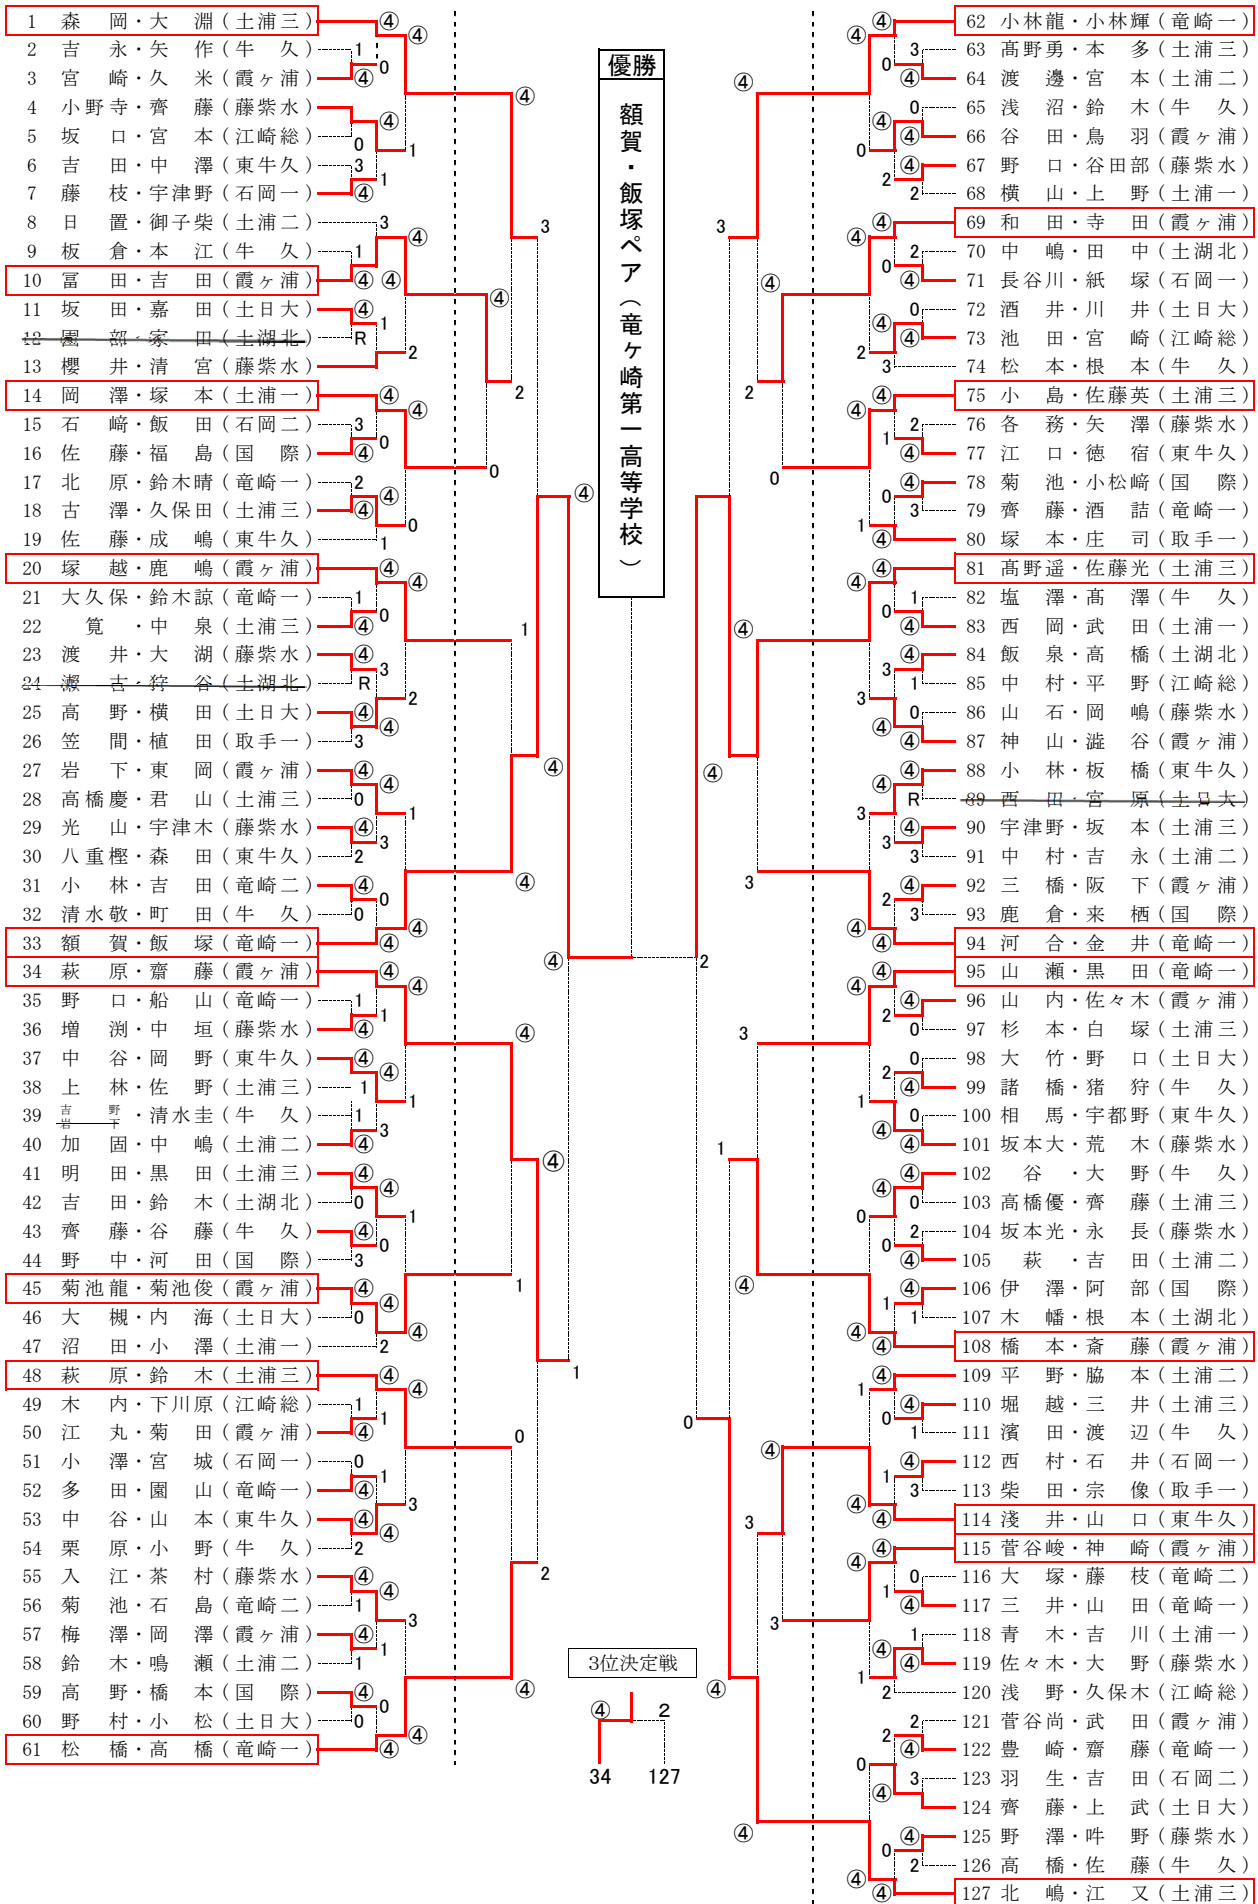 優勝
額賀・飯塚ペア（竜ヶ崎第一高等学校）
1 森岡・大淵（土浦三）
2 吉永・矢作（牛久）
3 宮崎・久米（霞ヶ浦）
4 小野寺・齊藤（藤紫水）
5 坂口・宮本（江崎総）
6 吉田・中澤（東牛久）
7 藤枝・宇津野（石岡一）
8 日置・御子柴（土浦二）
9 板倉・本江（牛久）
10 冨田・吉田（霞ヶ浦）
11 坂田・嘉田（土日大）
12 園部・家田（土湖北）
13 櫻井・清宮（藤紫水）
14 岡澤・塚本（土浦一）
15 石﨑・飯田（石岡二）
16 佐藤・福島（国際）
17 北原・鈴木晴（竜崎一）
18 古澤・久保田（土浦三）
19 佐藤・成嶋（東牛久）
20 塚越・鹿嶋（霞ヶ浦）
21 大久保・鈴木諒（竜崎一）
22 筧・中泉（土浦三）
23 渡井・大湖（藤紫水）
24 瀬古・狩谷（土湖北）
25 高野・横田（土日大）
26 笠間・植田（取手一）
27 岩下・東岡（霞ヶ浦）
28 高橋慶・君山（土浦三）
29 光山・宇津木（藤紫水）
30 八重樫・森田（東牛久）
31 小林・吉田（竜崎二）
32 清水敬・町田（牛久）
33 額賀・飯塚（竜崎一）
34 萩原・齋藤（霞ヶ浦）
35 野口・船山（竜崎一）
36 増渕・中垣（藤紫水）
37 中谷・岡野（東牛久）
38 上林・佐野（土浦三）
39 吉野 岩下・清水圭（牛久）
40 加固・中嶋（土浦二）
41 明田・黒田（土浦三）
42 吉田・鈴木（土湖北）
43 齊藤・谷藤（牛久）
44 野中・河田（国際）
45 菊池龍・菊池俊（霞ヶ浦）
46 大槻・内海（土日大）
47 沼田・小澤（土浦一）
48 萩原・鈴木（土浦三）
49 木内・下川原（江崎総）
50 江丸・菊田（霞ヶ浦）
51 小澤・宮城（石岡一）
52 多田・園山（竜崎一）
53 中谷・山本（東牛久）
54 栗原・小野（牛久）
55 入江・茶村（藤紫水）
56 菊池・石島（竜崎二）
57 梅澤・岡澤（霞ヶ浦）
58 鈴木・鳴瀬（土浦二）
59 高野・橋本（国際）
60 野村・小松（土日大）
61 松橋・高橋（竜崎一）
62 小林龍・小林輝（竜崎一）
63 髙野勇・本多（土浦三）
64 渡邊・宮本（土浦二）
65 浅沼・鈴木（牛久）
66 谷田・鳥羽（霞ヶ浦）
67 野口・谷田部（藤紫水）
68 横山・上野（土浦一）
69 和田・寺田（霞ヶ浦）
70 中嶋・田中（土湖北）
71 長谷川・紙塚（石岡一）
72 酒井・川井（土日大）
73 池田・宮崎（江崎総）
74 松本・根本（牛久）
75 小島・佐藤英（土浦三）
76 各務・矢澤（藤紫水）
77 江口・徳宿（東牛久）
78 菊池・小松﨑（国際）
79 齊藤・酒詰（竜崎一）
80 塚本・庄司（取手一）
81 髙野遥・佐藤光（土浦三）
82 塩澤・髙澤（牛久）
83 西岡・武田（土浦一）
84 飯泉・高橋（土湖北）
85 中村・平野（江崎総）
86 山石・岡嶋（藤紫水）
87 神山・澁谷（霞ヶ浦）
88 小林・板橋（東牛久）
89 西田・宮原（土日大）
90 宇津野・坂本（土浦三）
91 中村・吉永（土浦二）
92 三橋・阪下（霞ヶ浦）
93 鹿倉・来栖（国際）
94 河合・金井（竜崎一）
95 山瀬・黒田（竜崎一）
96 山内・佐々木（霞ヶ浦）
97 杉本・白塚（土浦三）
98 大竹・野口（土日大）
99 諸橋・猪狩（牛久）
100 相馬・宇都野（東牛久）
101 坂本大・荒木（藤紫水）
102 谷・大野（牛久）
103 高橋優・齊藤（土浦三）
104 坂本光・永長（藤紫水）
105 萩・吉田（土浦二）
106 伊澤・阿部（国際）
107 木幡・根本（土湖北）
108 橋本・斎藤（霞ヶ浦）
109 平野・脇本（土浦二）
110 堀越・三井（土浦三）
111 濱田・渡辺（牛久）
112 西村・石井（石岡一）
113 柴田・宗像（取手一）
114 淺井・山口（東牛久）
115 菅谷峻・神崎（霞ヶ浦）
116 大塚・藤枝（竜崎二）
117 三井・山田（竜崎一）
118 青木・吉川（土浦一）
119 佐々木・大野（藤紫水）
120 浅野・久保木（江崎総）
121 菅谷尚・武田（霞ヶ浦）
122 豊崎・齋藤（竜崎一）
123 羽生・吉田（石岡二）
124 齊藤・上武（土日大）
125 野澤・吽野（藤紫水）
126 高橋・佐藤（牛久）
127 北嶋・江又（土浦三）
3位決定戦
④ 2
34 127